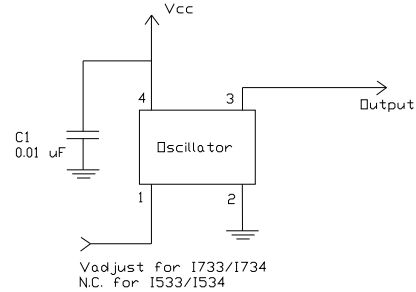 Vcc
4
3
Output
C1
0.01 uF
Oscillator
1
2
Vadjust for I733/I734
N.C. for I533/I534